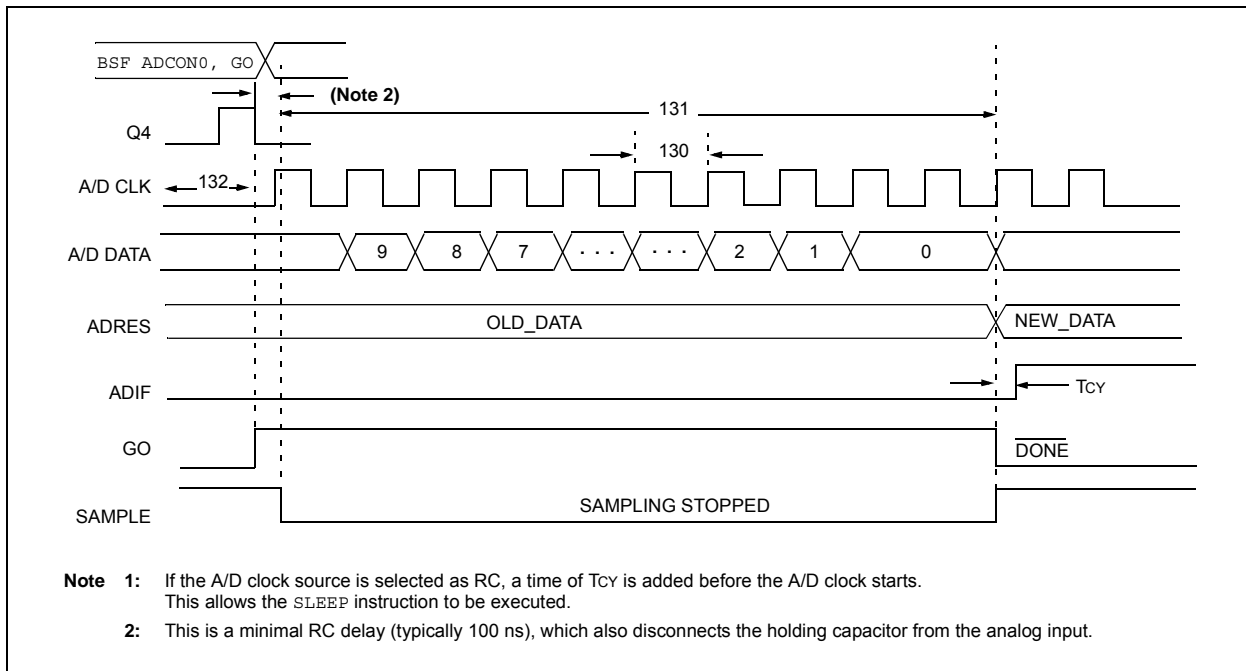 BSF ADCON0, GO
(Note 2)
131
Q4
130
A/D CLK
132
A/D DATA
9 8 7 · · · · · · 2 1 0
ADRES
OLD_DATA
NEW_DATA
ADIF
TCY
GO
DONE
SAMPLE
SAMPLING STOPPED
Note 1: If the A/D clock source is selected as RC, a time of TCY is added before the A/D clock starts.
This allows the SLEEP instruction to be executed.
2: This is a minimal RC delay (typically 100 ns), which also disconnects the holding capacitor from the analog input.